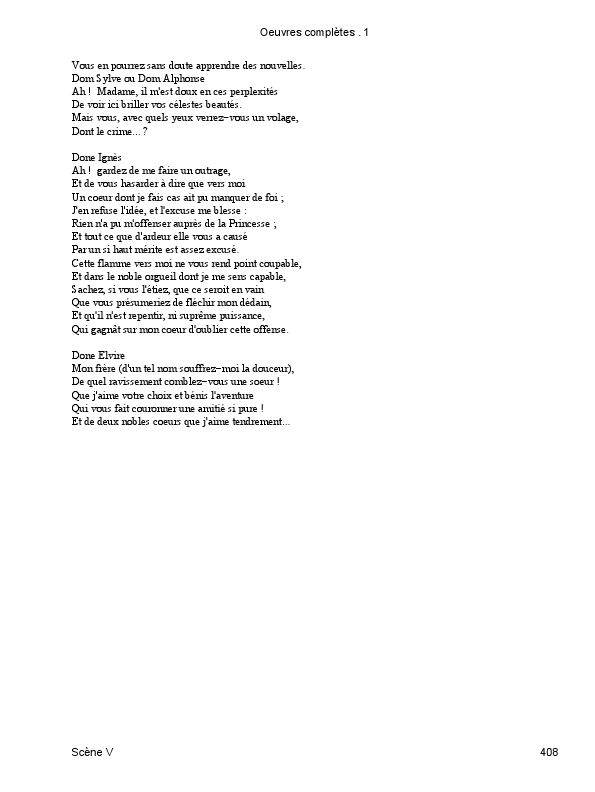 Oeuvres complètes . 1
Vous en pourrez sans doute apprendre des nouvelles.
Dom Sylve ou Dom Alphonse
Ah ! Madame, il m'est doux en ces perplexités
De voir ici briller vos célestes beautés.
Mais vous, avec quels yeux verrez−vous un volage,
Dont le crime... ?
Done Ignès
Ah ! gardez de me faire un outrage,
Et de vous hasarder à dire que vers moi
Un coeur dont je fais cas ait pu manquer de foi ;
J'en refuse l'idée, et l'excuse me blesse :
Rien n'a pu m'offenser auprès de la Princesse ;
Et tout ce que d'ardeur elle vous a causé
Par un si haut mérite est assez excusé.
Cette flamme vers moi ne vous rend point coupable,
Et dans le noble orgueil dont je me sens capable,
Sachez, si vous l'étiez, que ce seroit en vain
Que vous présumeriez de fléchir mon dédain,
Et qu'il n'est repentir, ni suprême puissance,
Qui gagnât sur mon coeur d'oublier cette offense.
Done Elvire
Mon frère (d'un tel nom souffrez−moi la douceur),
De quel ravissement comblez−vous une soeur !
Que j'aime votre choix et bénis l'aventure
Qui vous fait couronner une amitié si pure !
Et de deux nobles coeurs que j'aime tendrement...
Scène V
408